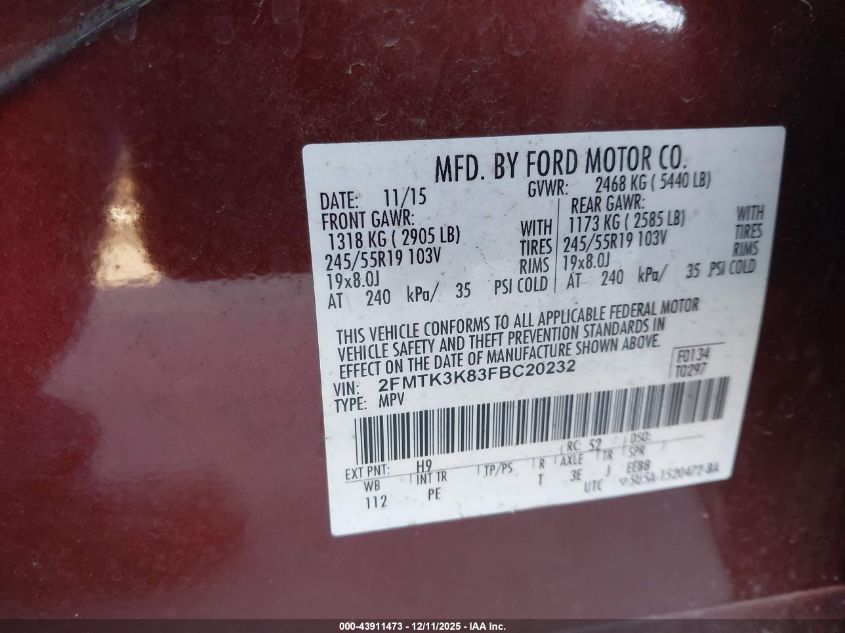 MFD. BY FORD MOTOR CO.
DATE: 11/15 GVWR: 2468 KG ( 5440 LB)
FRONT GAWR: REAR GAWR:
1318 KG ( 2905 LB) WITH 1173 KG ( 2585 LB) WITH
245/55R19 103V TIRES 245/55R19 103V TIRES
19x8.0J RIMS 19x8.0J RIMS
AT 240 kPa/ 35 PSI COLD AT 240 kPa/ 35 PSI COLD
THIS VEHICLE CONFORMS TO ALL APPLICABLE FEDERAL MOTOR
VEHICLE SAFETY AND THEFT PREVENTION STANDARDS IN
EFFECT ON THE DATE OF MANUFACTURE SHOWN ABOVE.
VIN: 2FMTK3K83FBC20232 F0134
TYPE: MPV T0297
EXT PNT: H9 RC: 52 DSO:
WB INT TR TP/PS R AXLE TR SPR
112 PE T 3E J EEBB
UTC
000-43911473 - 12/11/2025 - IAA Inc.